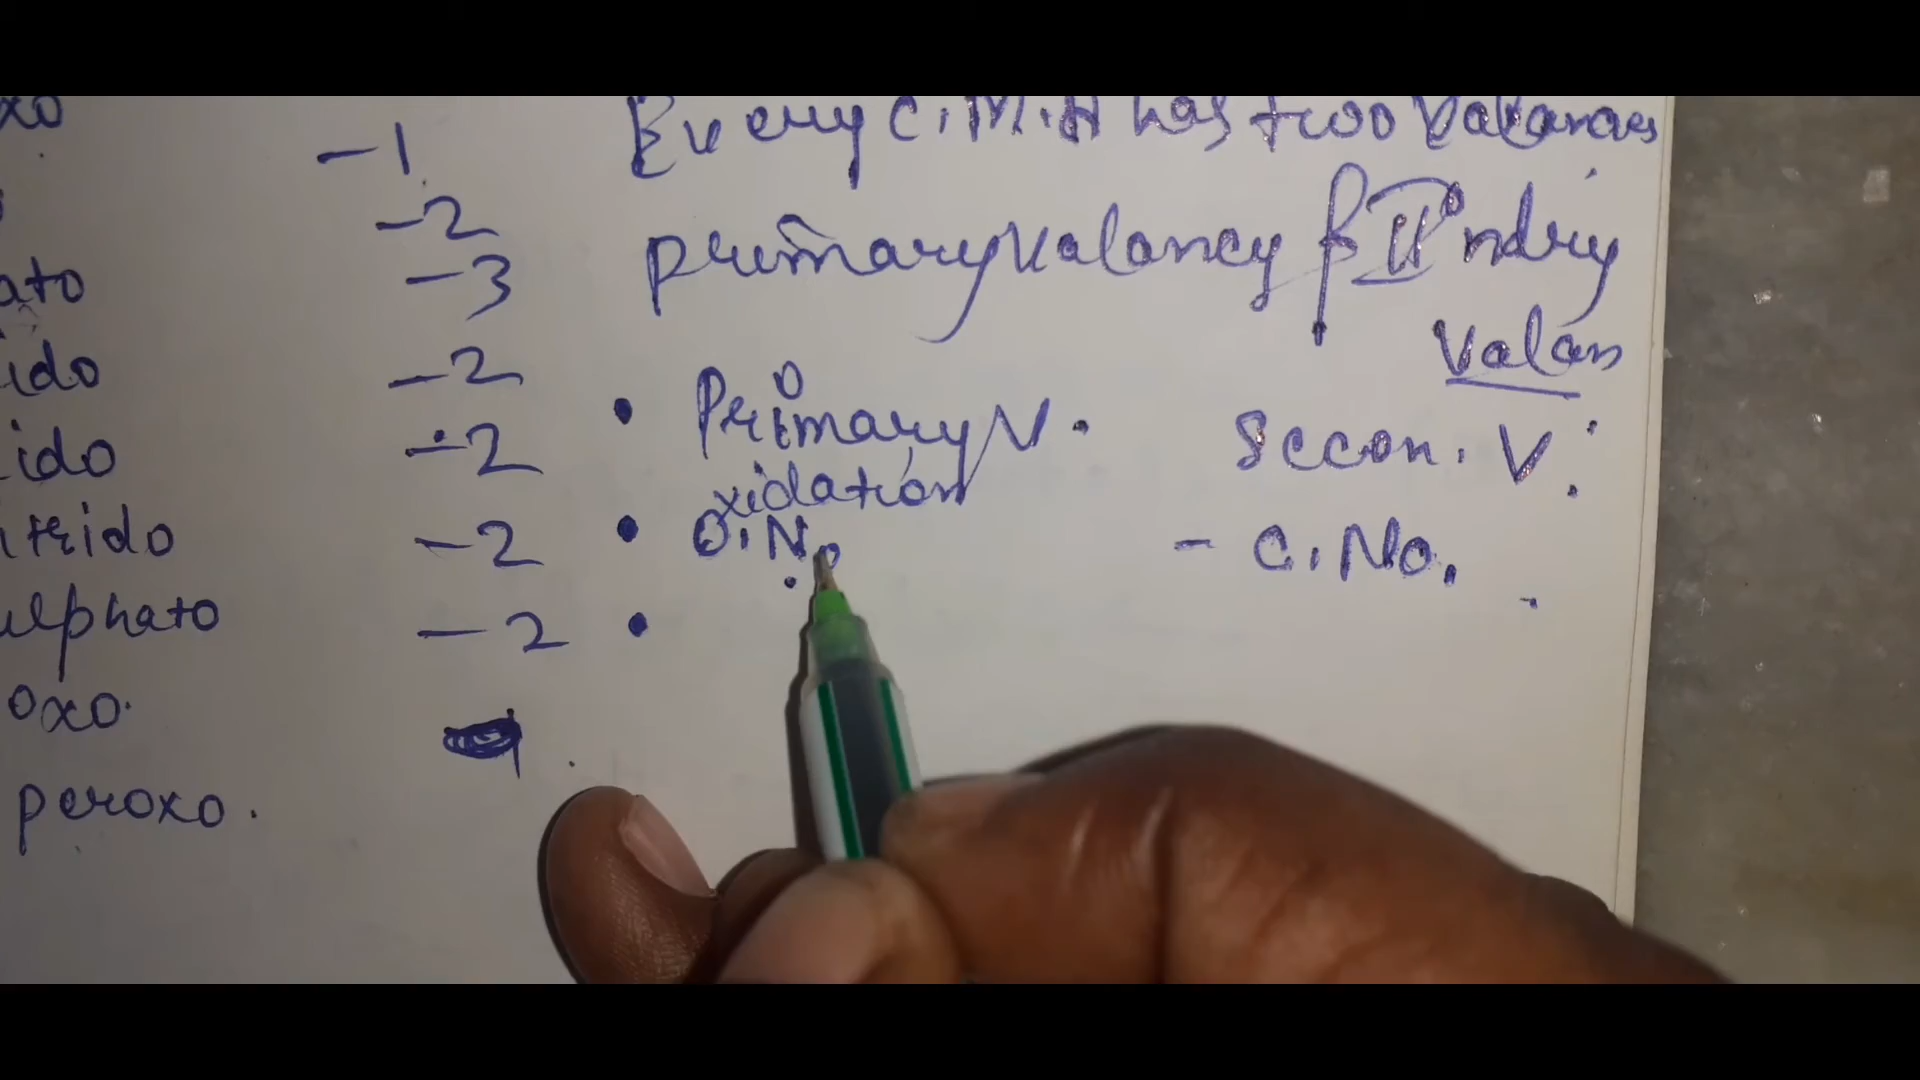 xo
-1
-2
ato -3
ido -2
ido -2
itrido -2
ulphato -2
oxo.
peroxo.
Every C.M.A has two Valances
primary valancy & IIndry
Valan
• Primary V. Secon. V.
xidation
• O.No - C.No.
•